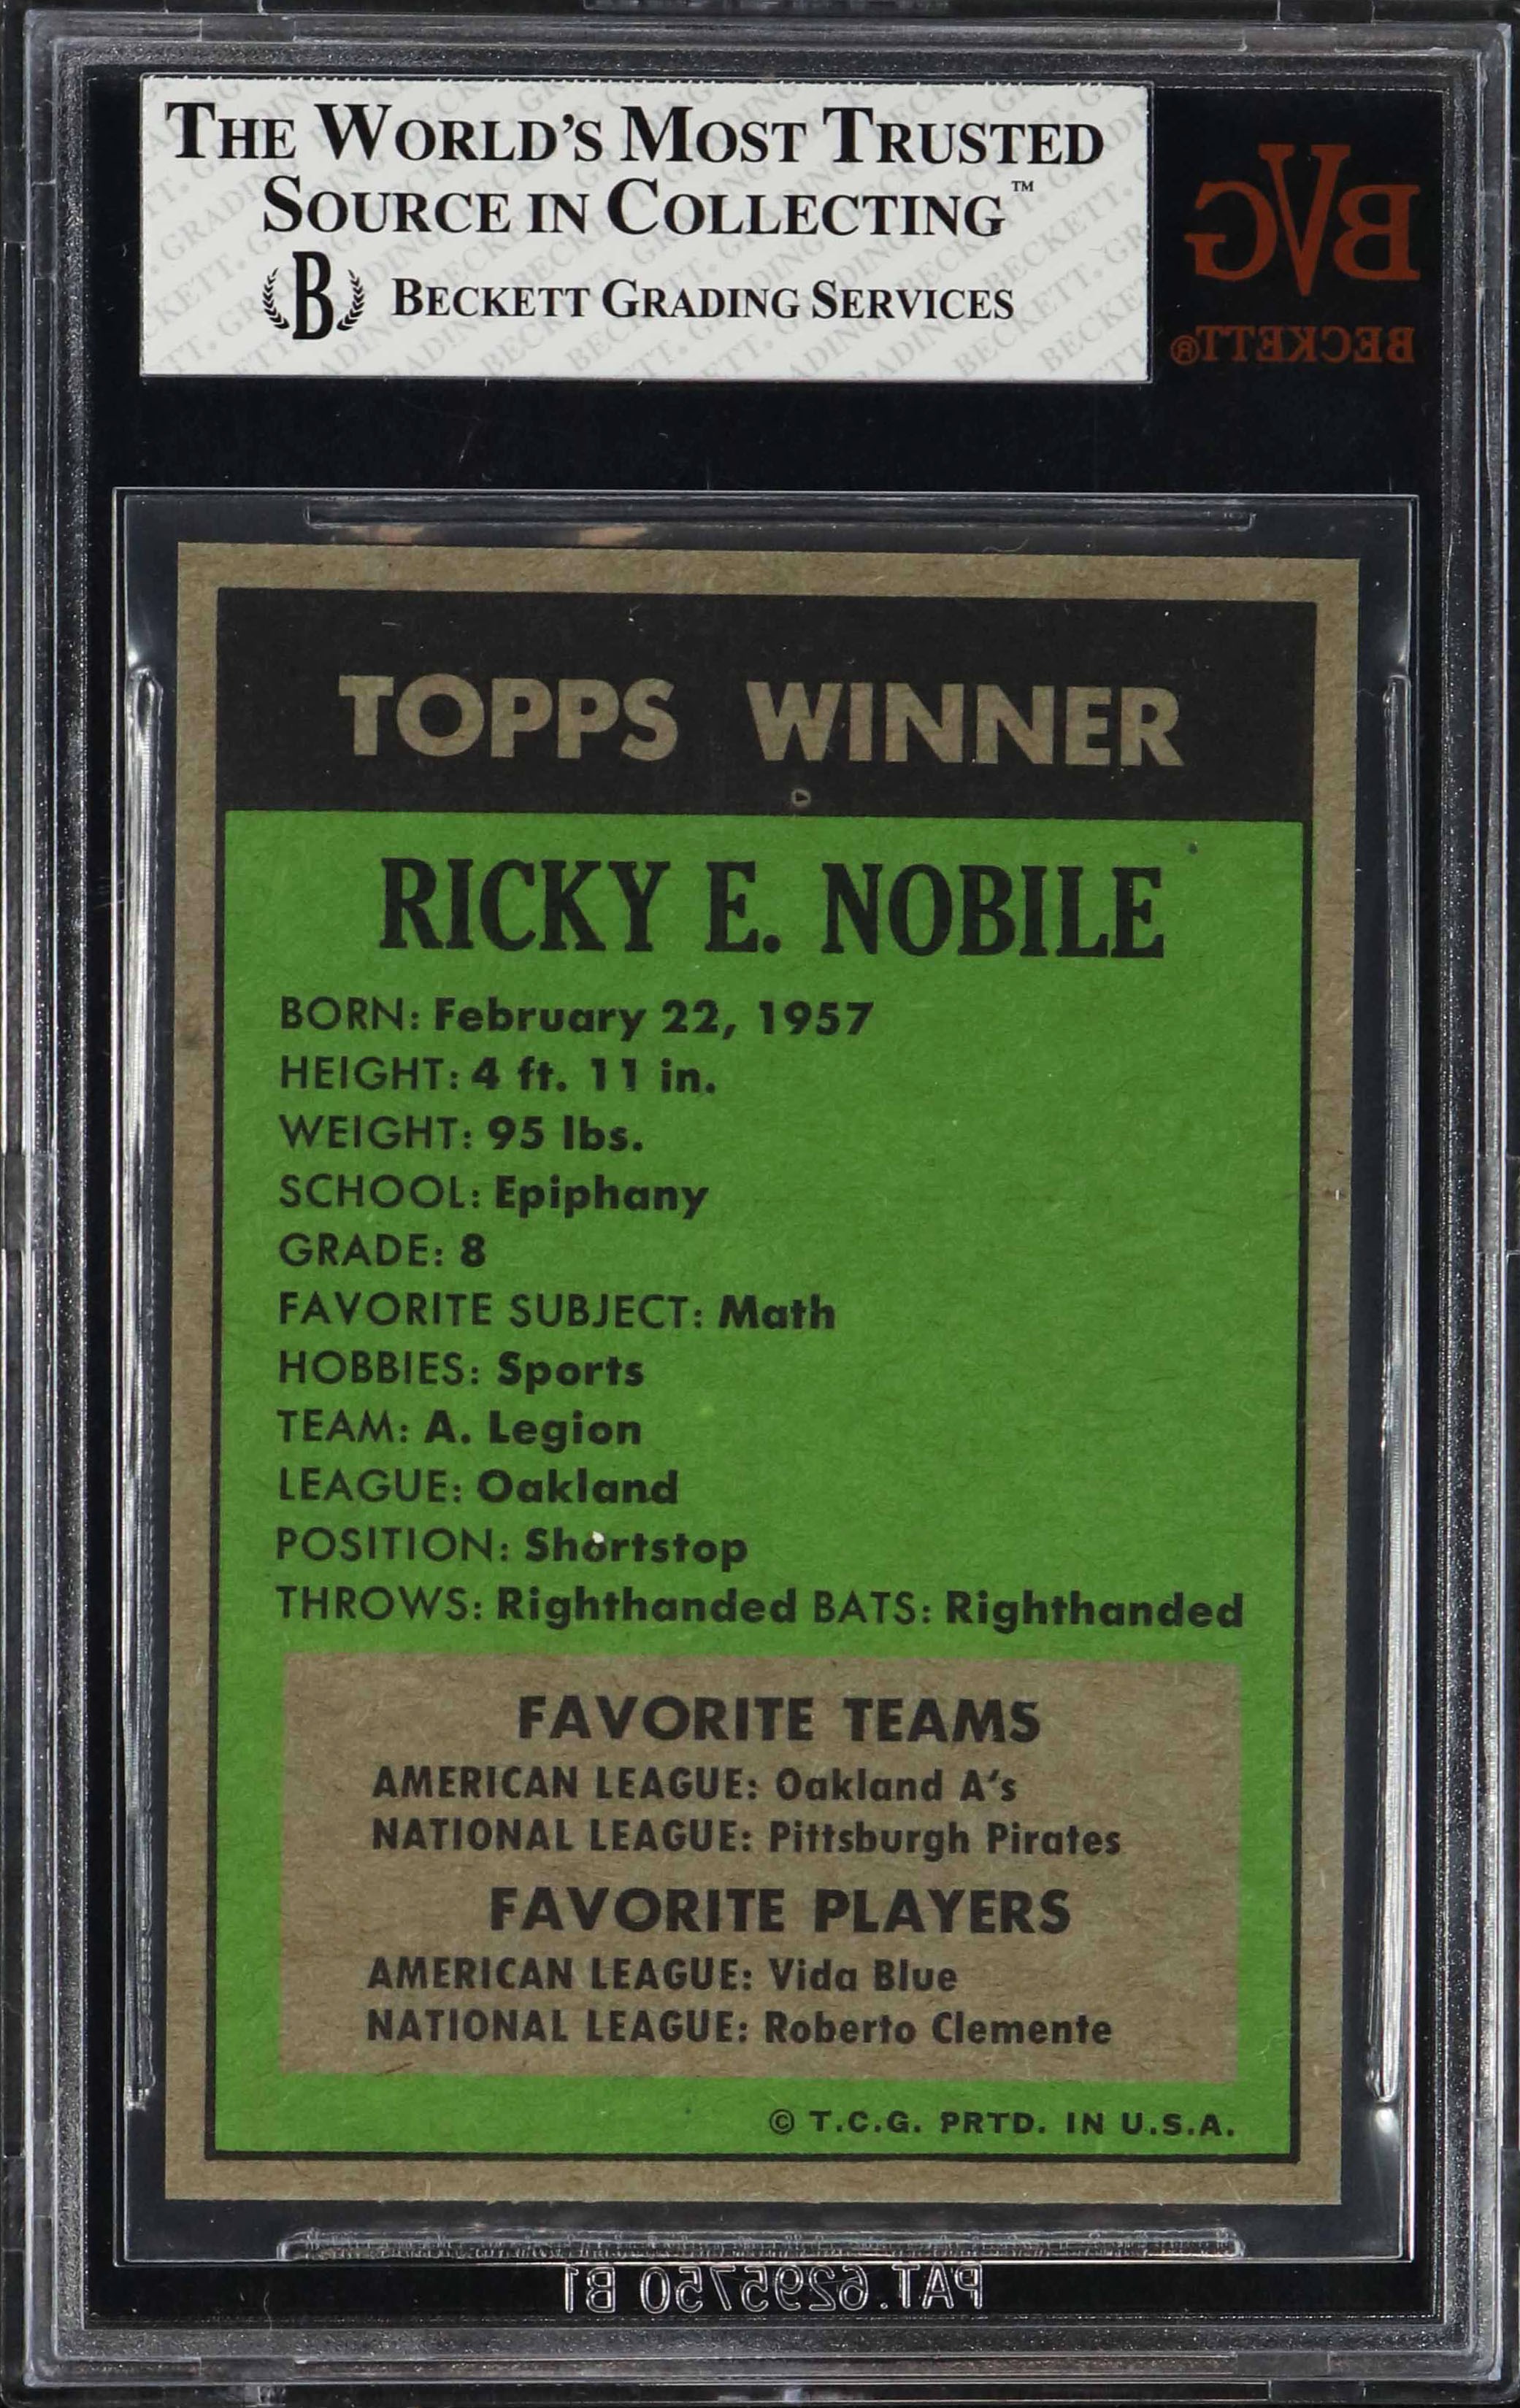 THE WORLD'S MOST TRUSTED
SOURCE IN COLLECTING™
B BECKETT GRADING SERVICES
BVG
BECKETT®
TOPPS WINNER
RICKY E. NOBILE
BORN: February 22, 1957
HEIGHT: 4 ft. 11 in.
WEIGHT: 95 lbs.
SCHOOL: Epiphany
GRADE: 8
FAVORITE SUBJECT: Math
HOBBIES: Sports
TEAM: A. Legion
LEAGUE: Oakland
POSITION: Shortstop
THROWS: Righthanded BATS: Righthanded
FAVORITE TEAMS
AMERICAN LEAGUE: Oakland A's
NATIONAL LEAGUE: Pittsburgh Pirates
FAVORITE PLAYERS
AMERICAN LEAGUE: Vida Blue
NATIONAL LEAGUE: Roberto Clemente
© T.C.G. PRTD. IN U.S.A.
PAT.6295750 B1